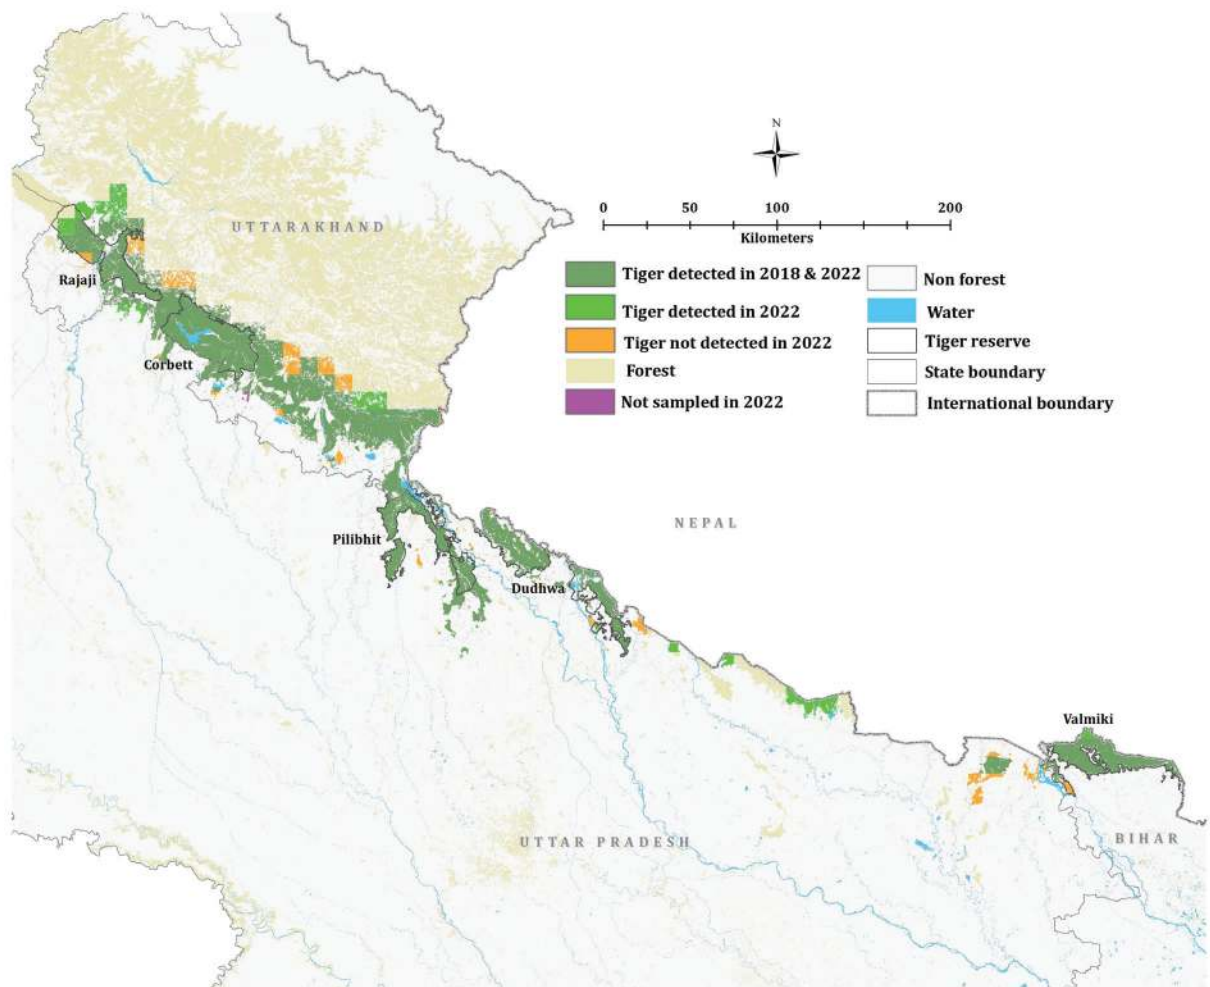 N
0 50 100 200
Kilometers
UTTARAKHAND
Tiger detected in 2018 & 2022
Non forest
Rajaji
Tiger detected in 2022
Water
Tiger not detected in 2022
Tiger reserve
Corbett
Forest
State boundary
Not sampled in 2022
International boundary
NEPAL
Pilibhit
Dudhwa
Valmiki
UTTAR PRADESH
BIHAR